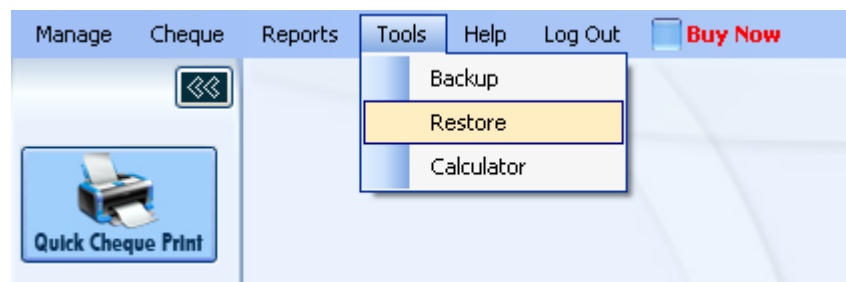 Manage Cheque Reports Tools Help Log Out Buy Now
Backup
Restore
Calculator
Quick Cheque Print